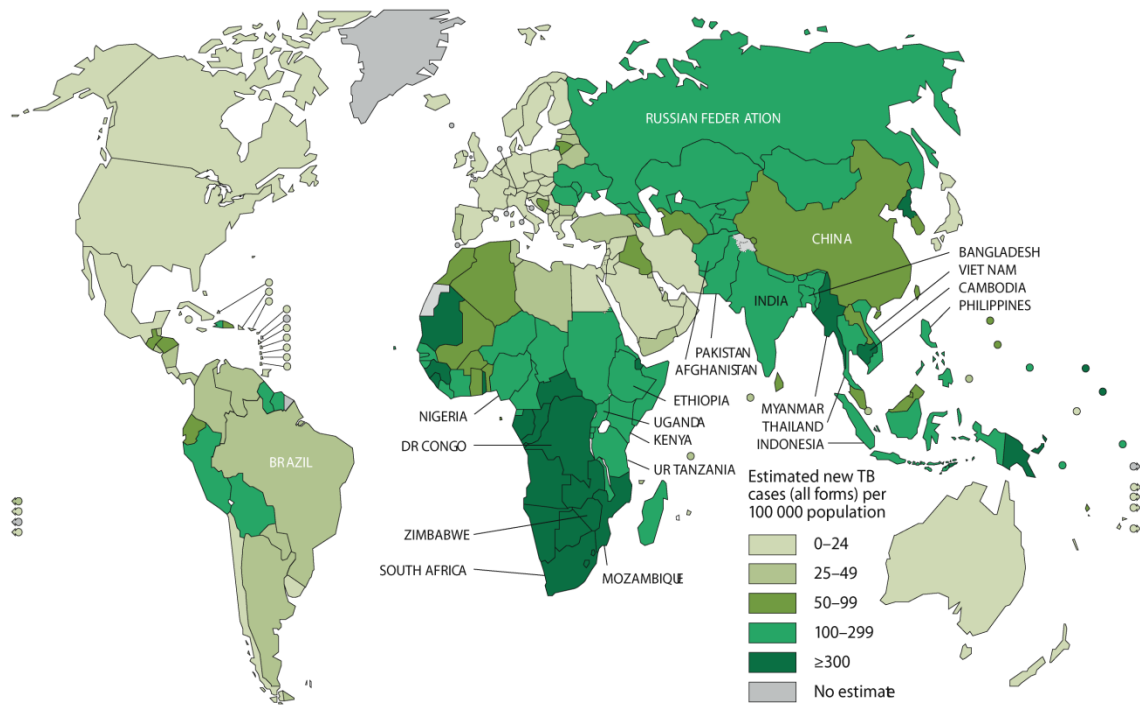 RUSSIAN FEDER ATION
CHINA
BANGLADESH
VIET NAM
CAMBODIA
PHILIPPINES
INDIA
PAKISTAN
AFGHANISTAN
ETHIOPIA
NIGERIA
UGANDA
KENYA
DR CONGO
UR TANZANIA
MYANMAR
THAILAND
INDONESIA
BRAZIL
ZIMBABWE
SOUTH AFRICA
MOZAMBIQUE
Estimated new TB
cases (all forms) per
100 000 population
0–24
25–49
50–99
100–299
≥300
No estimate